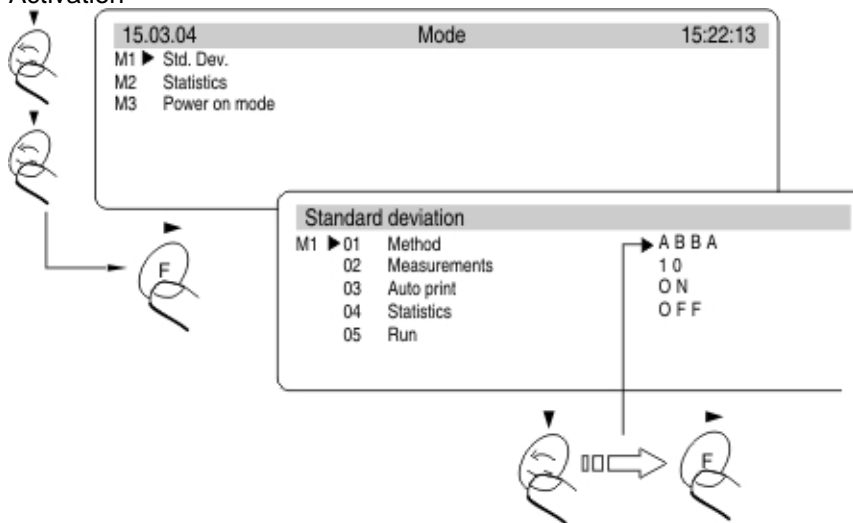 Activation
15.03.04 Mode 15:22:13
M1 ▶ Std. Dev.
M2 Statistics
M3 Power on mode
F
Standard deviation
M1 ▶ 01 Method ▶ A B B A
02 Measurements 1 0
03 Auto print O N
04 Statistics O F F
05 Run
F